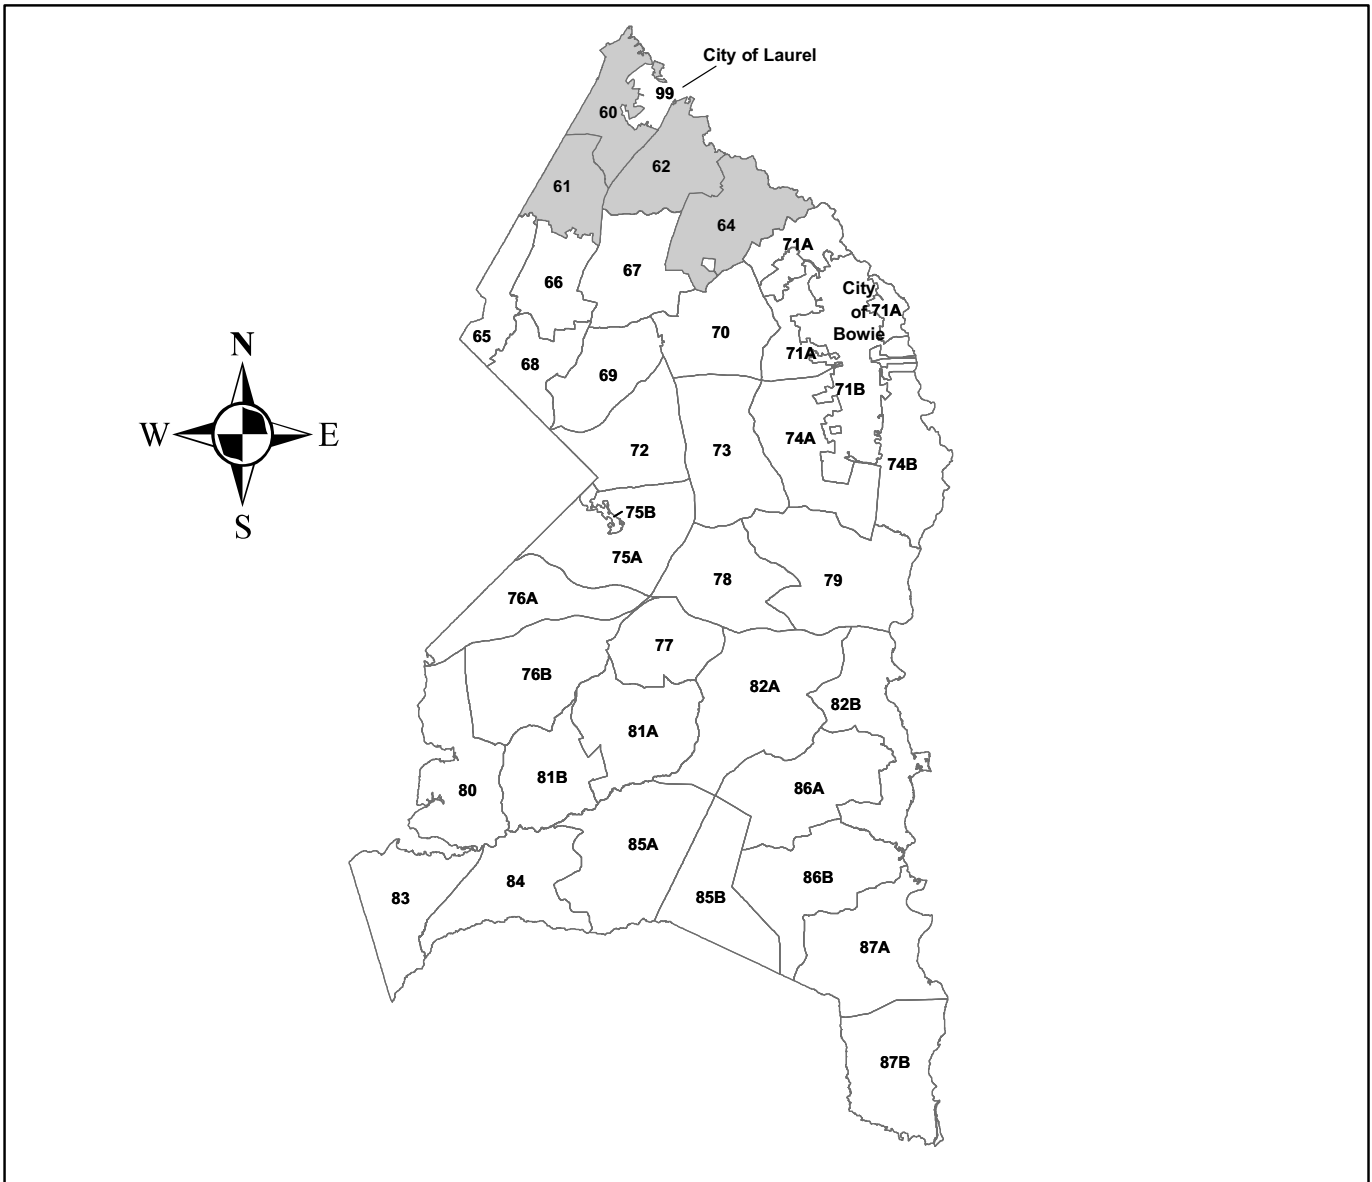 City of Laurel
99
60
62
61
64
71A
67
66
City
of
Bowie
71A
65
70
68
71A
69
71B
N
W
E
S
72
73
74A
74B
75B
75A
78
79
76A
77
76B
82A
82B
81A
81B
80
86A
85A
84
83
85B
86B
87A
87B